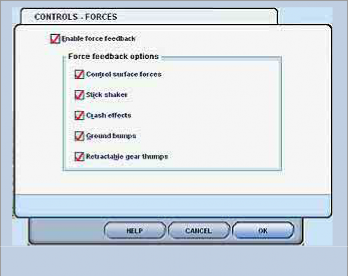 CONTROLS - FORCES
Enable force feedback
Force feedback options
Control surface forces
Stick shaker
Crash effects
Ground bumps
Retractable gear thumps
HELP
CANCEL
OK